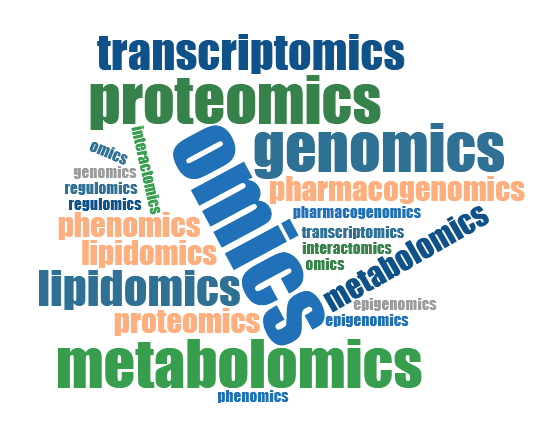 transcriptomics
proteomics
omics
genomics
interactomics
omics
genomics
pharmacogenomics
regulomics
regulomics
pharmacogenomics
phenomics
transcriptomics
interactomics
lipidomics
omics
metabolomics
lipidomics
epigenomics
proteomics
epigenomics
metabolomics
phenomics